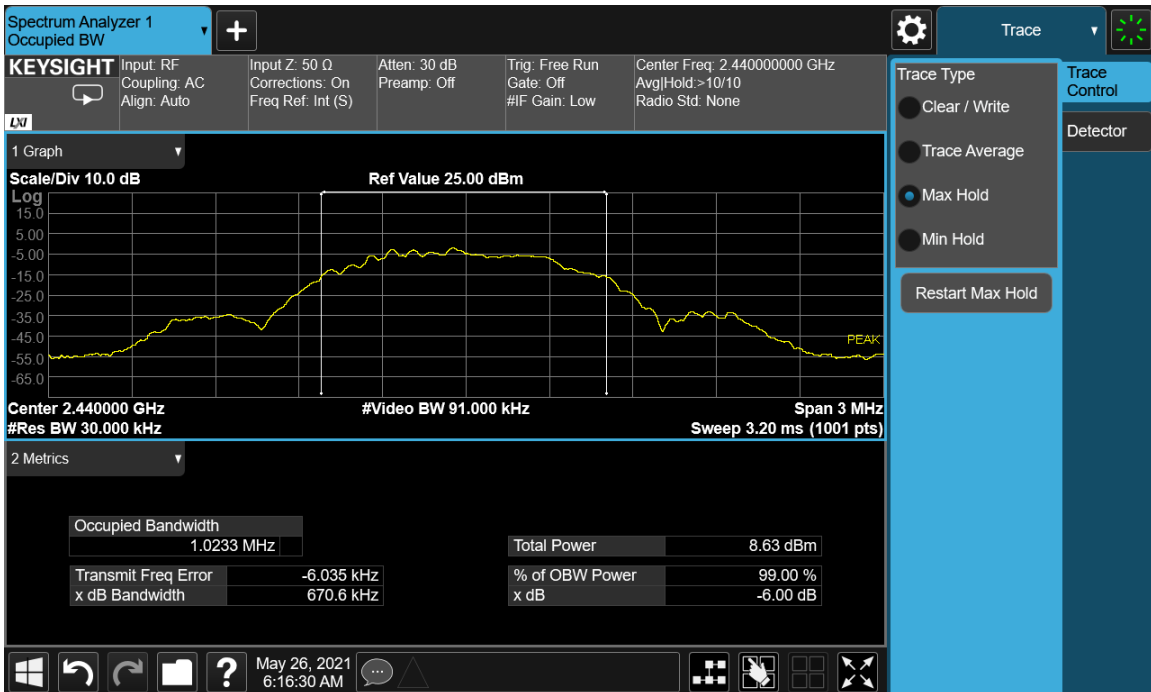 Spectrum Analyzer 1
Occupied BW
Trace
KEYSIGHT
LXI
Input: RF
Coupling: AC
Align: Auto
Input Z: 50 Ω
Corrections: On
Freq Ref: Int (S)
Atten: 30 dB
Preamp: Off
Trig: Free Run
Gate: Off
#IF Gain: Low
Center Freq: 2.440000000 GHz
Avg|Hold:>10/10
Radio Std: None
Trace Type
Clear / Write
Trace Average
Max Hold
Min Hold
Restart Max Hold
Trace
Control
Detector
1 Graph
Scale/Div 10.0 dB
Ref Value 25.00 dBm
Log
15.0
5.00
-5.00
-15.0
-25.0
-35.0
-45.0
-55.0
-65.0
PEAK
Center 2.440000 GHz
#Video BW 91.000 kHz
Span 3 MHz
#Res BW 30.000 kHz
Sweep 3.20 ms (1001 pts)
2 Metrics
Occupied Bandwidth
1.0233 MHz
Total Power 8.63 dBm
Transmit Freq Error -6.035 kHz
% of OBW Power 99.00 %
x dB Bandwidth 670.6 kHz
x dB -6.00 dB
?
May 26, 2021
6:16:30 AM